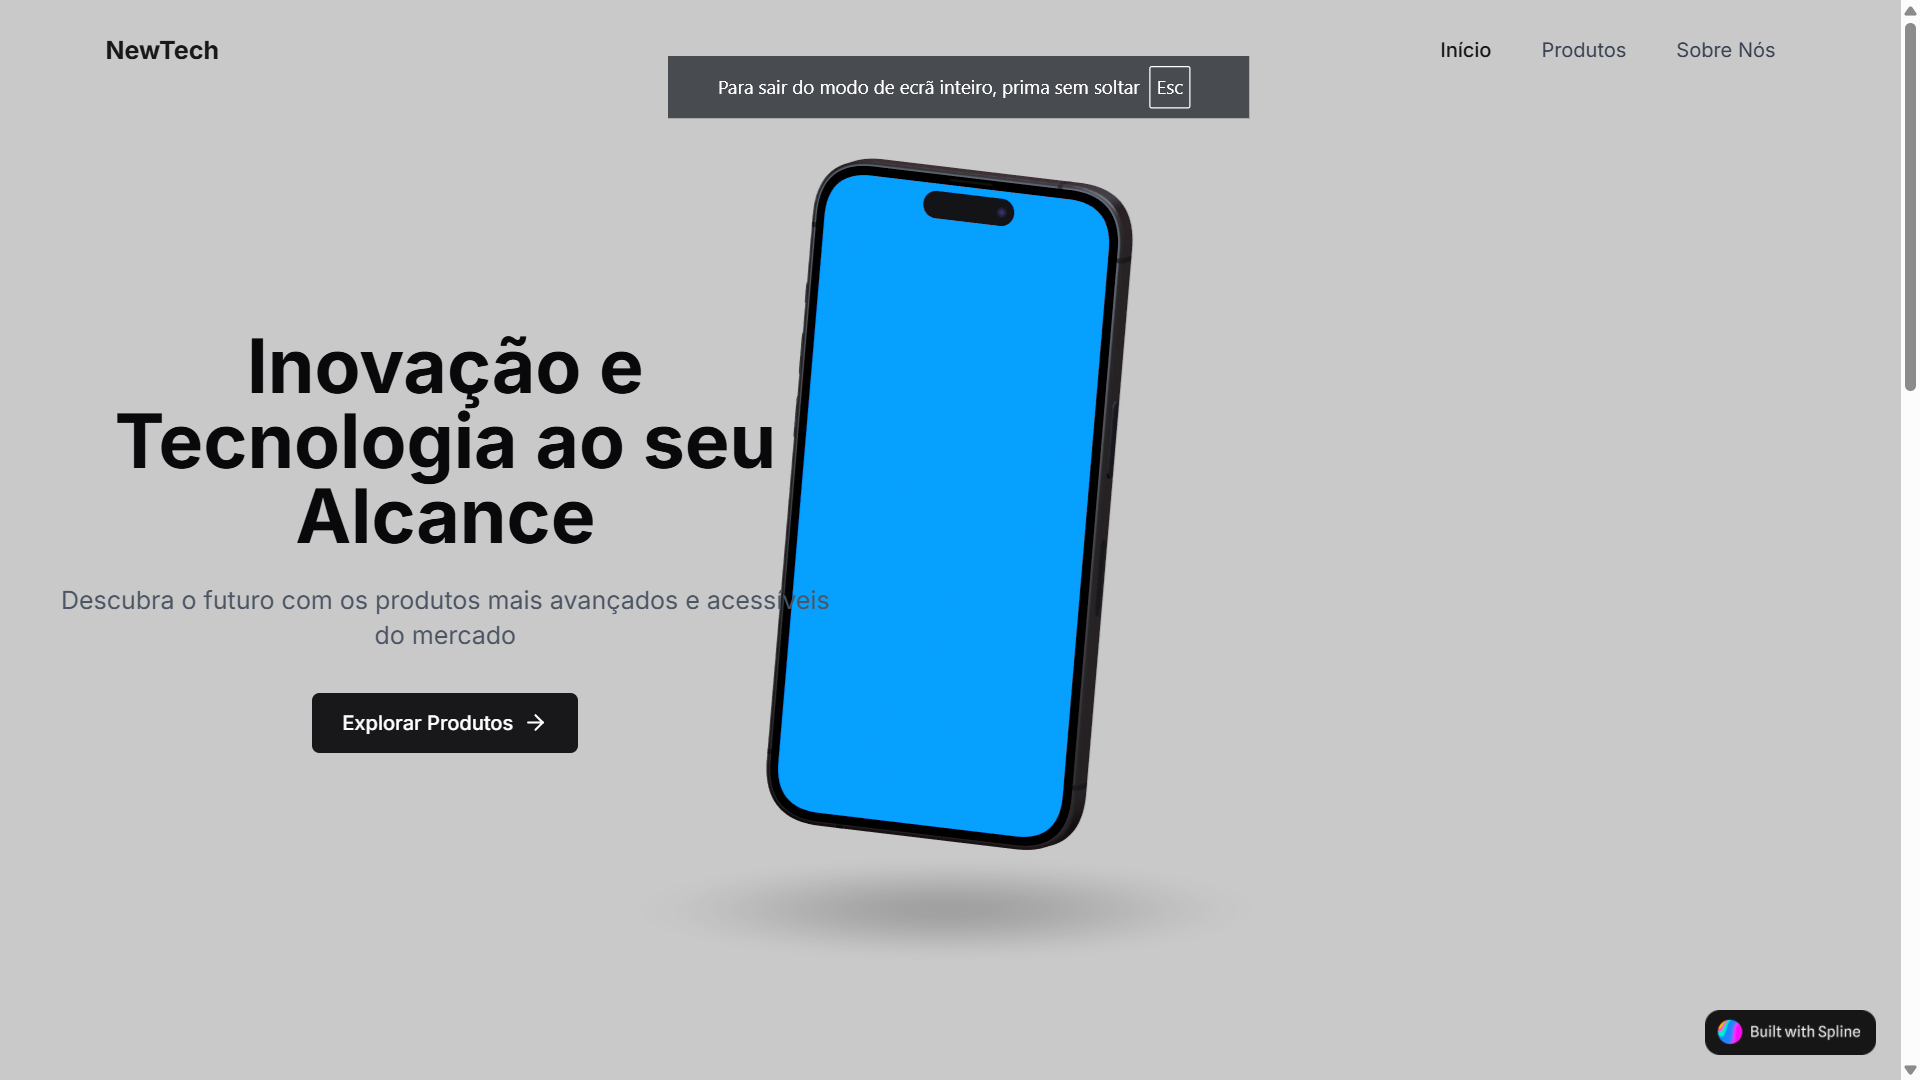 NewTech
Início
Produtos
Sobre Nós
Para sair do modo de ecrã inteiro, prima sem soltar Esc
Inovação e
Tecnologia ao seu
Alcance
Descubra o futuro com os produtos mais avançados e acessíveis
do mercado
Explorar Produtos
Built with Spline